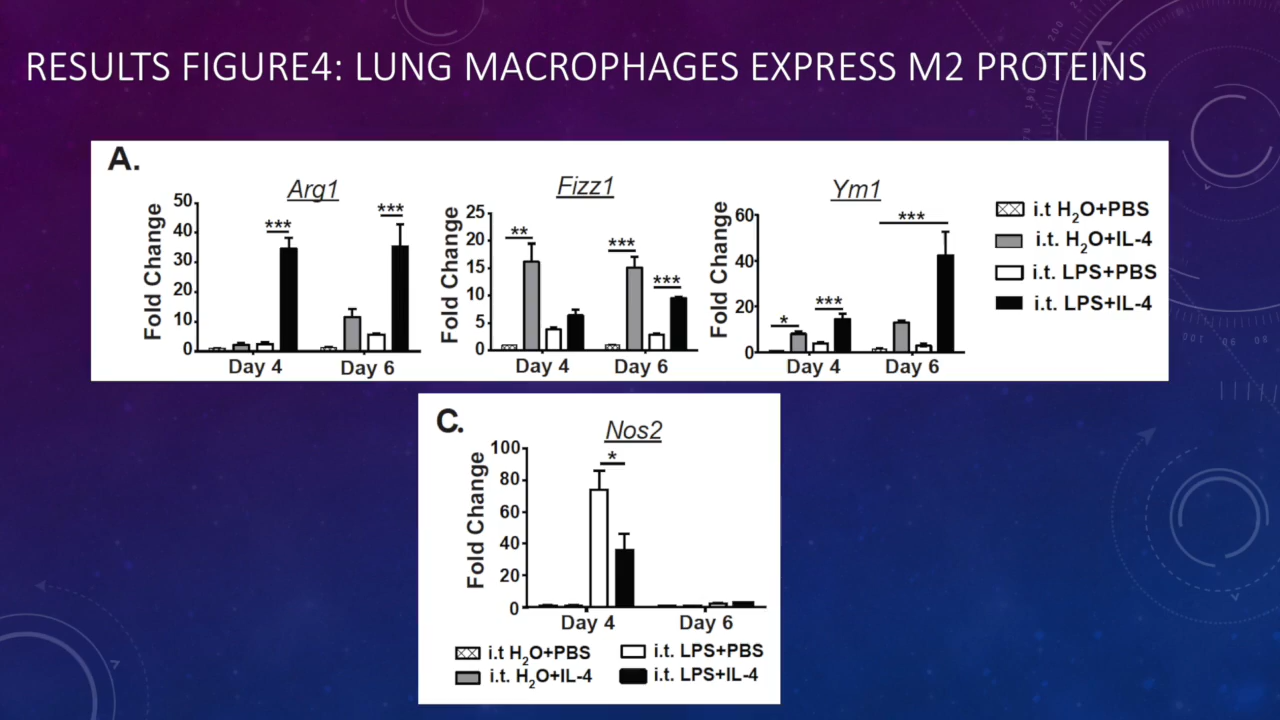 RESULTS FIGURE4: LUNG MACROPHAGES EXPRESS M2 PROTEINS
A.
Arg1
Fold Change
50
40
30
20
10
0
***
***
Day 4
Day 6
Fizz1
Fold Change
25
20
15
10
5
0
**
***
***
Day 4
Day 6
Ym1
Fold Change
60
40
20
0
*
***
***
Day 4
Day 6
i.t H2O+PBS
i.t. H2O+IL-4
i.t. LPS+PBS
i.t. LPS+IL-4
C.
Nos2
Fold Change
100
80
60
40
20
0
*
Day 4
Day 6
i.t H2O+PBS
i.t. LPS+PBS
i.t. H2O+IL-4
i.t. LPS+IL-4